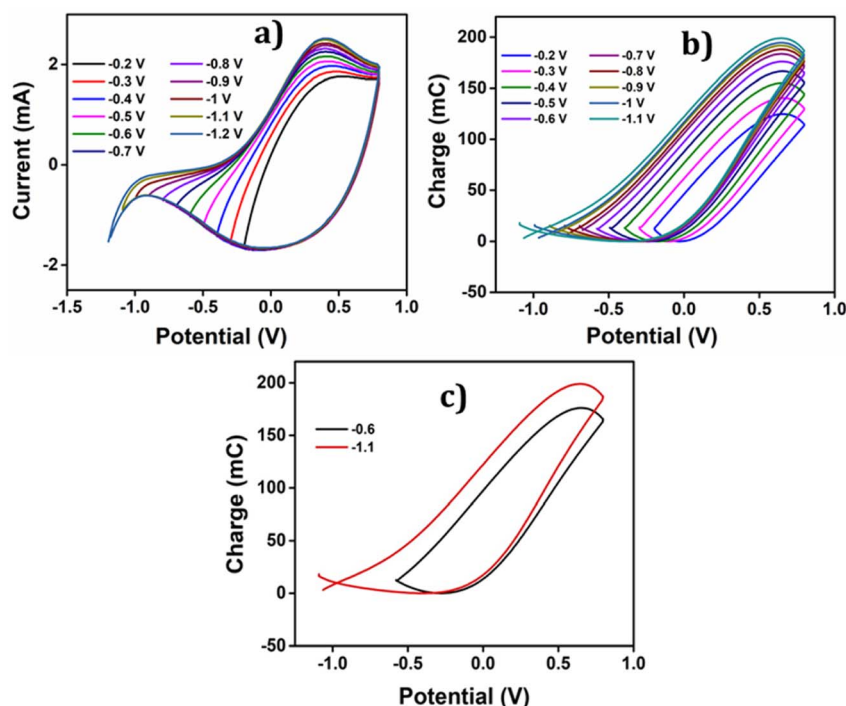 a)
-0.2 V -0.8 V
-0.3 V -0.9 V
-0.4 V -1 V
-0.5 V -1.1 V
-0.6 V -1.2 V
-0.7 V
2
0
-2
Current (mA)
-1.5 -1.0 -0.5 0.0 0.5 1.0
Potential (V)
b)
-0.2 V -0.7 V
-0.3 V -0.8 V
-0.4 V -0.9 V
-0.5 V -1 V
-0.6 V -1.1 V
200
150
100
50
0
-50
Charge (mC)
-1.0 -0.5 0.0 0.5 1.0
Potential (V)
c)
-0.6
-1.1
200
150
100
50
0
-50
Charge (mC)
-1.0 -0.5 0.0 0.5 1.0
Potential (V)